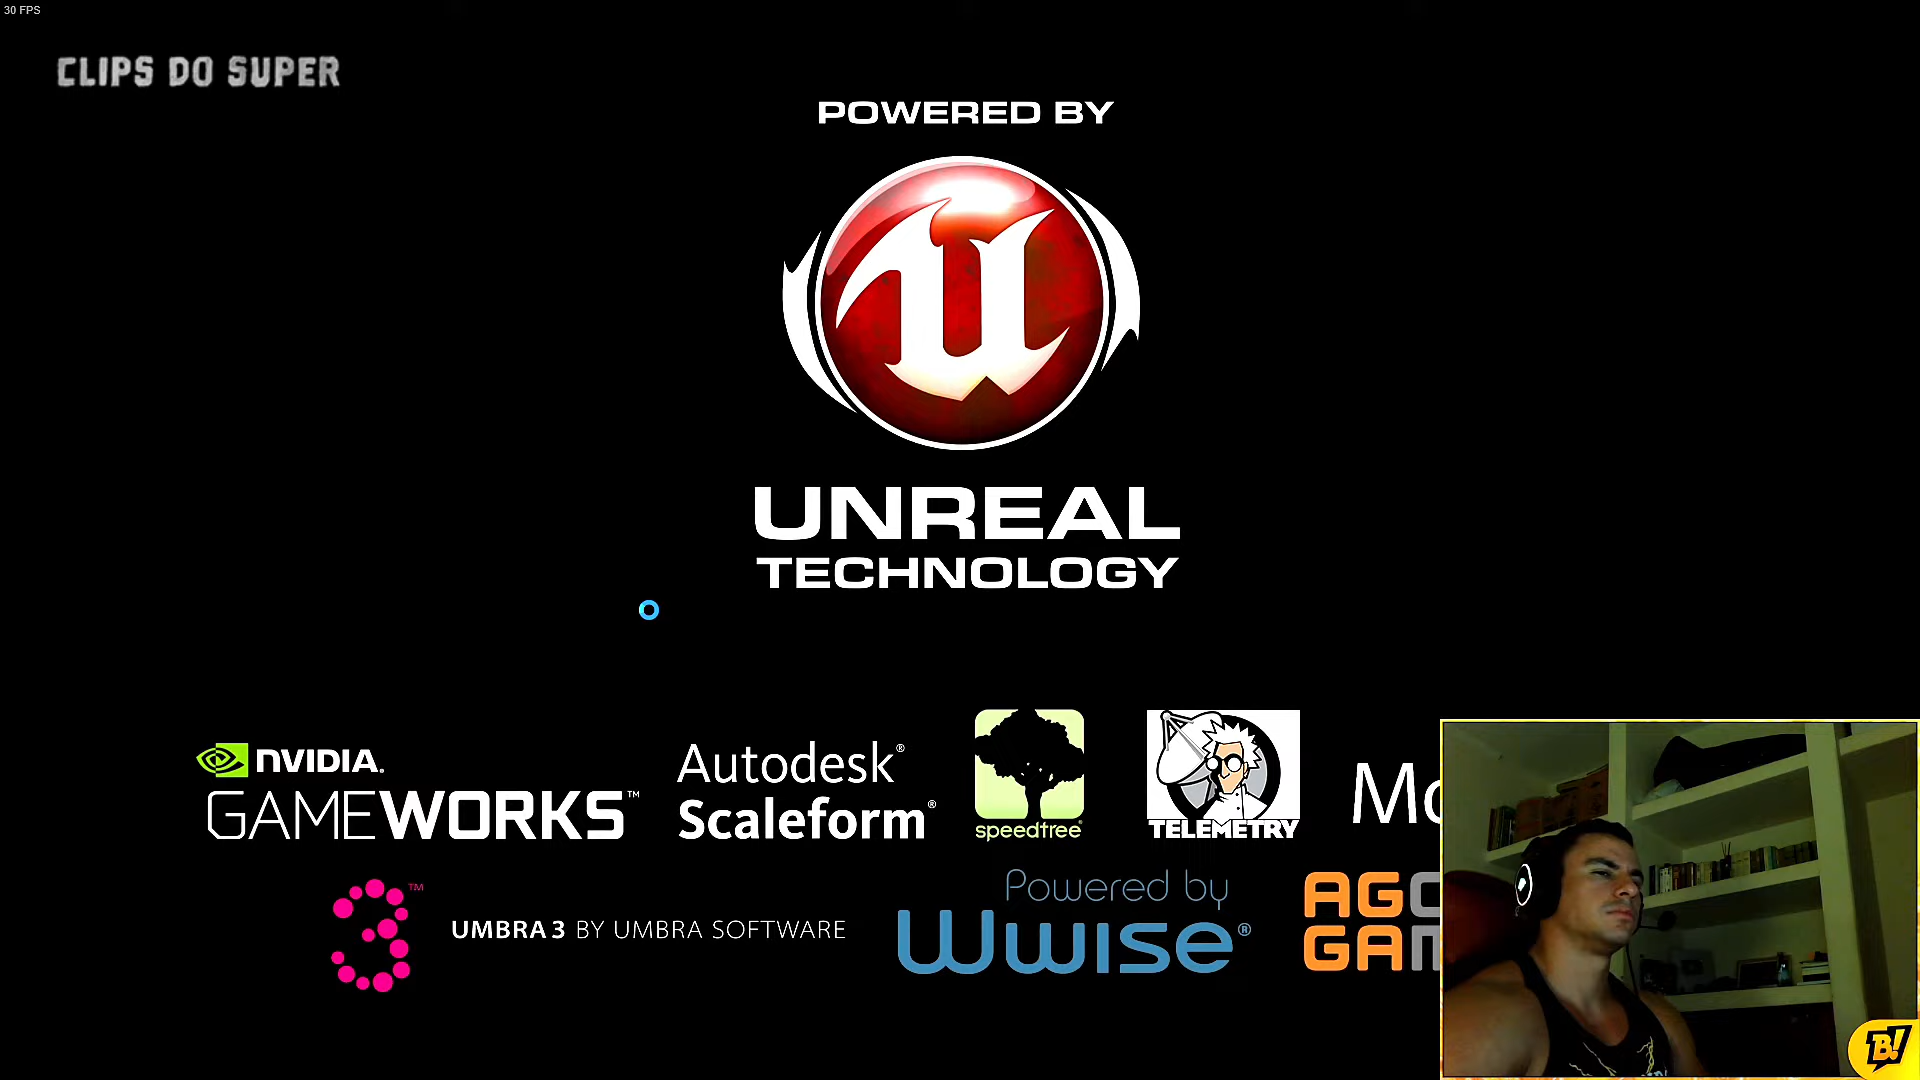 30 FPS
CLIPS DO SUPER
POWERED BY
UNREAL
TECHNOLOGY
NVIDIA.
GAMEWORKS™
Autodesk®
Scaleform®
speedtree®
TELEMETRY
UMBRA 3 BY UMBRA SOFTWARE
™
Powered by
Wwise®
B!